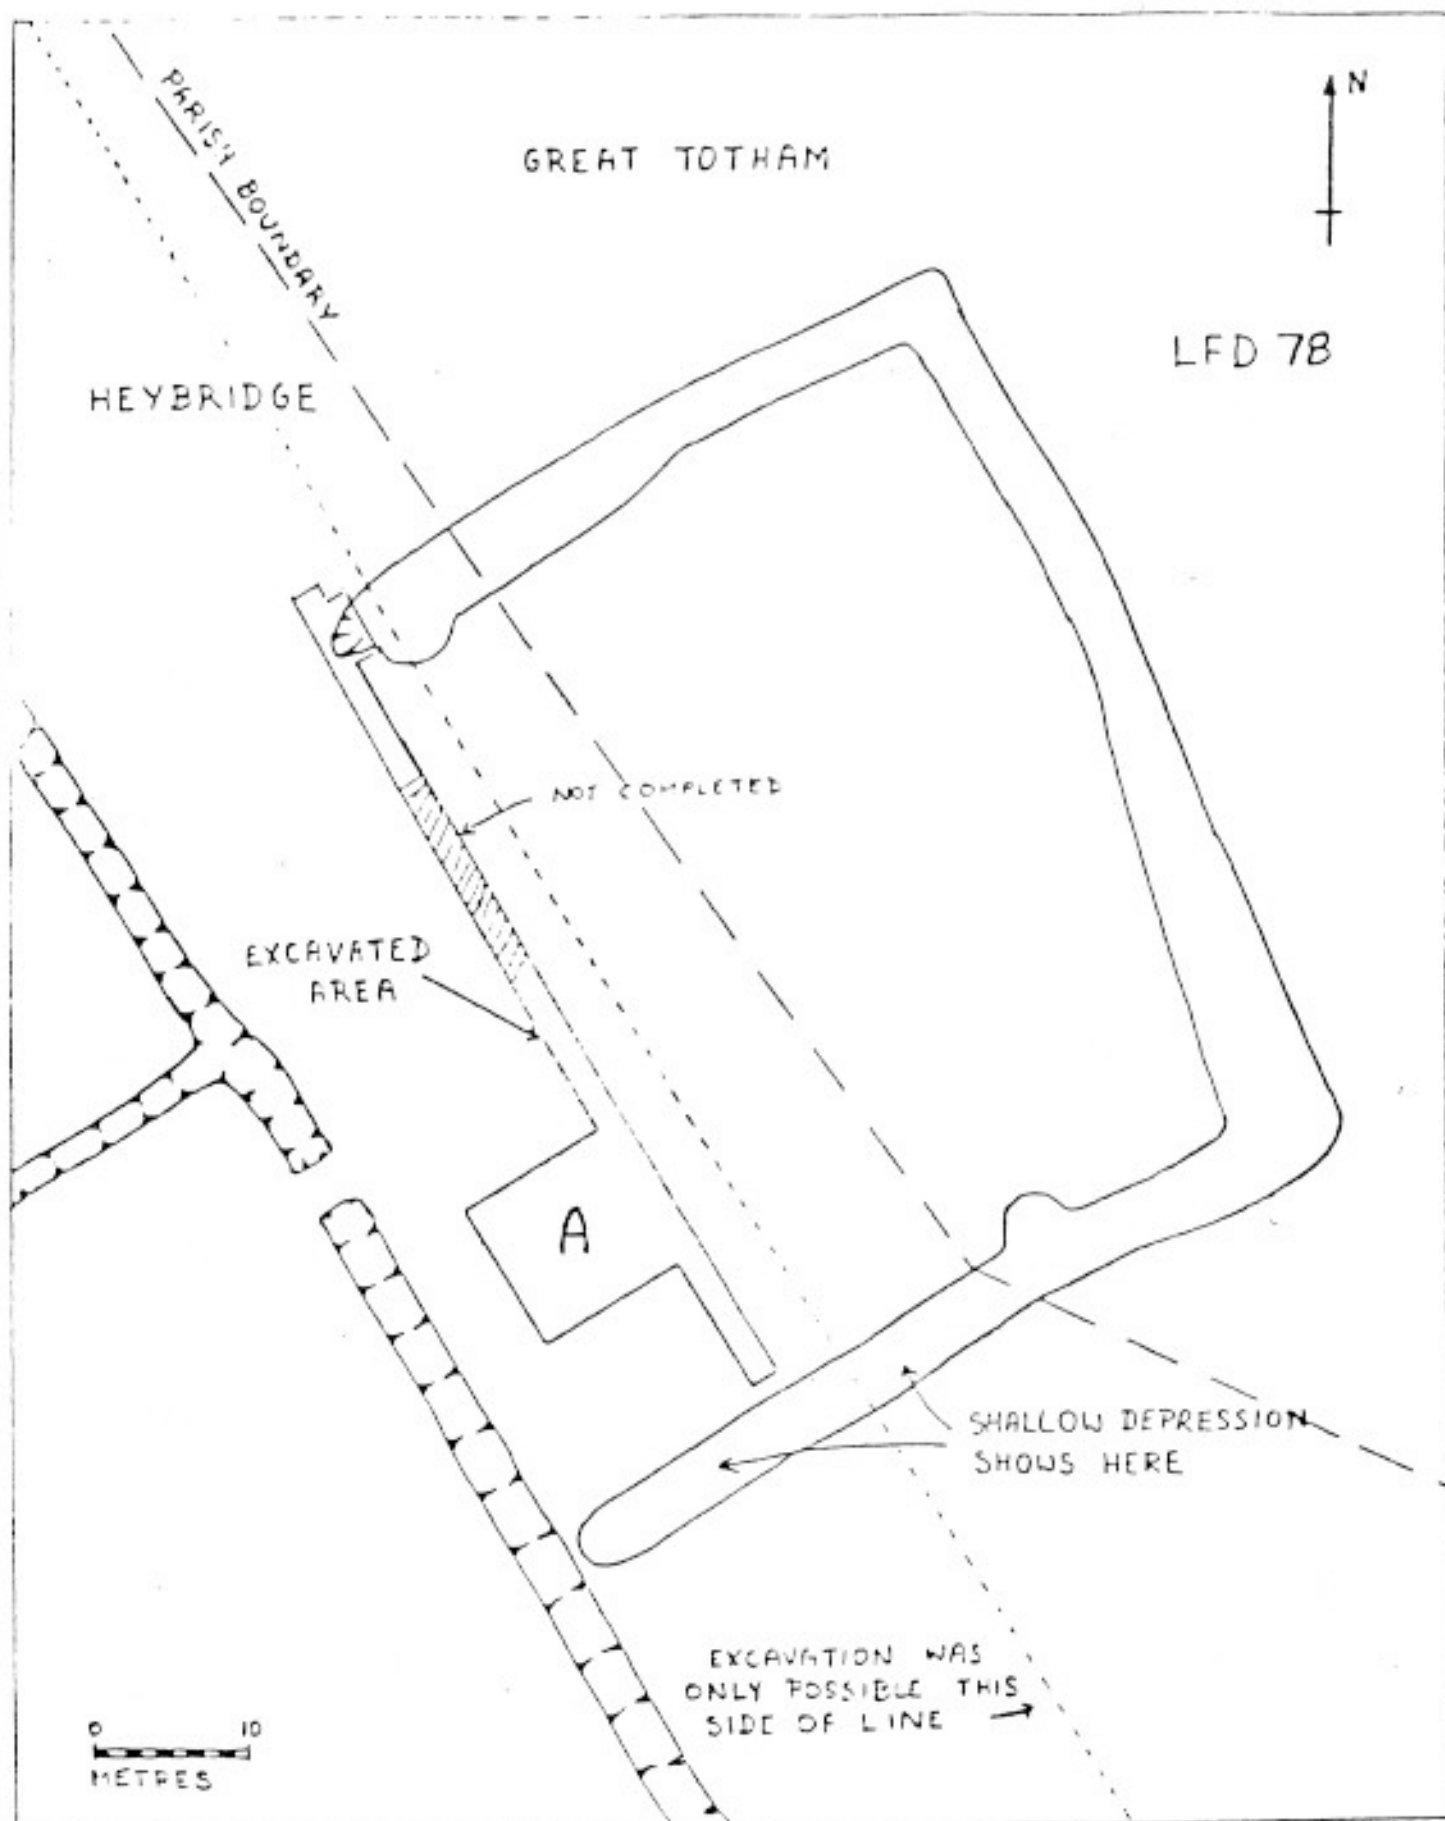 N
PARISH BOUNDARY
GREAT TOTHAM
LFD 78
HEYBRIDGE
NOT COMPLETED
EXCAVATED
AREA
A
SHALLOW DEPRESSION
SHOWS HERE
EXCAVATION WAS
ONLY POSSIBLE THIS
SIDE OF LINE
0 10
METRES